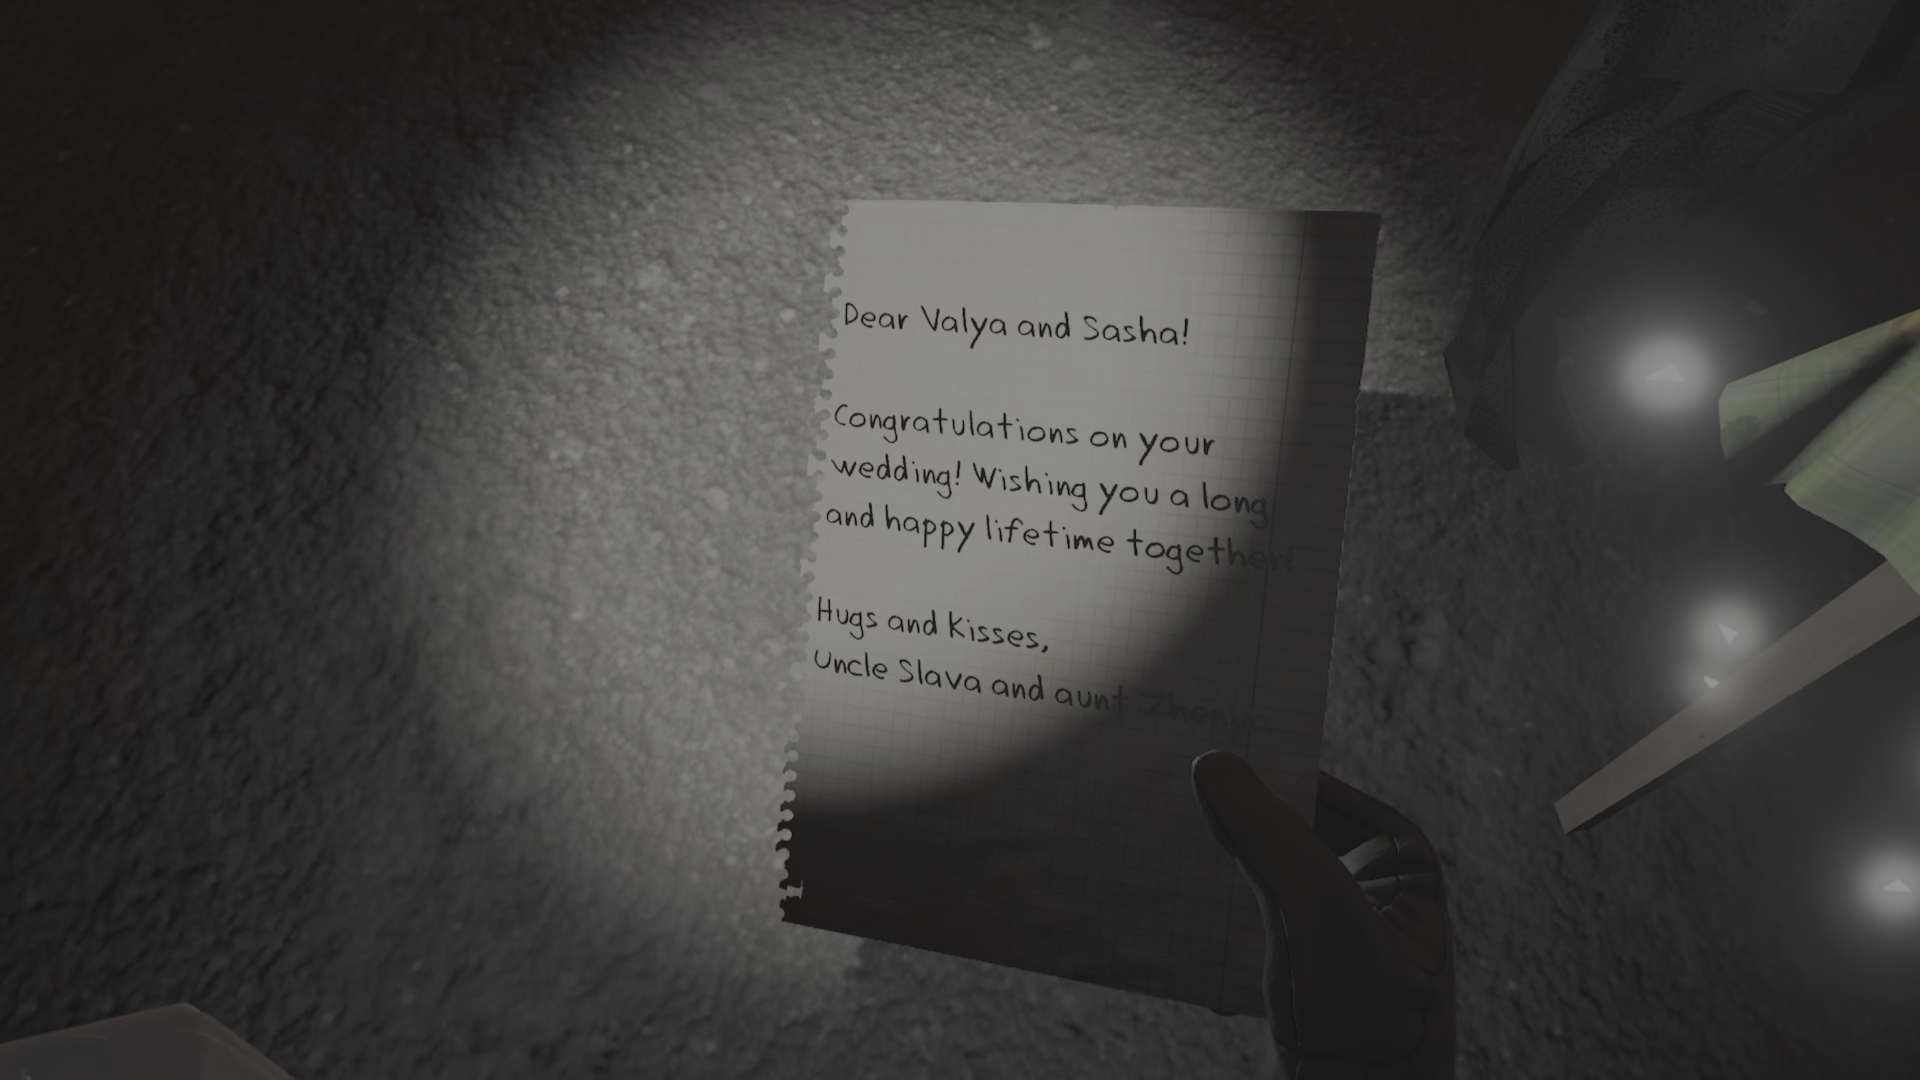 Dear Valya and Sasha!
Congratulations on your
wedding! Wishing you a long
and happy lifetime together!
Hugs and kisses,
Uncle Slava and aunt Zhenya